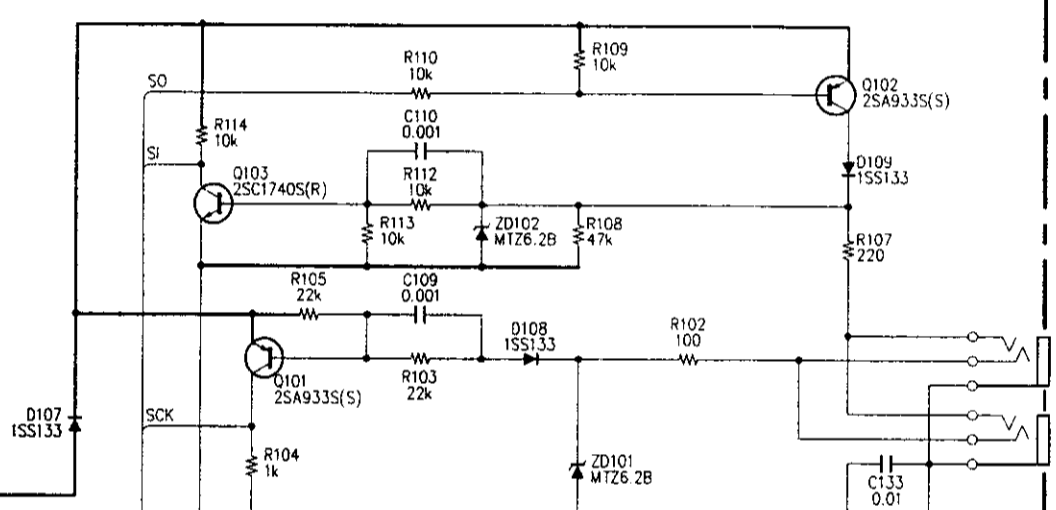 R109
10k
R110
10k
SO
Q102
2SA933S(S)
C110
0.001
R114
10k
SI
Q103
2SC1740S(R)
R112
10k
D109
1SS133
R113
10k
ZD102
MTZ6.2B
R108
47k
R107
220
R105
22k
C109
0.001
D108
1SS133
R102
100
Q101
2SA933S(S)
R103
22k
D107
1SS133
SCK
R104
1k
ZD101
MTZ6.2B
C133
0.01